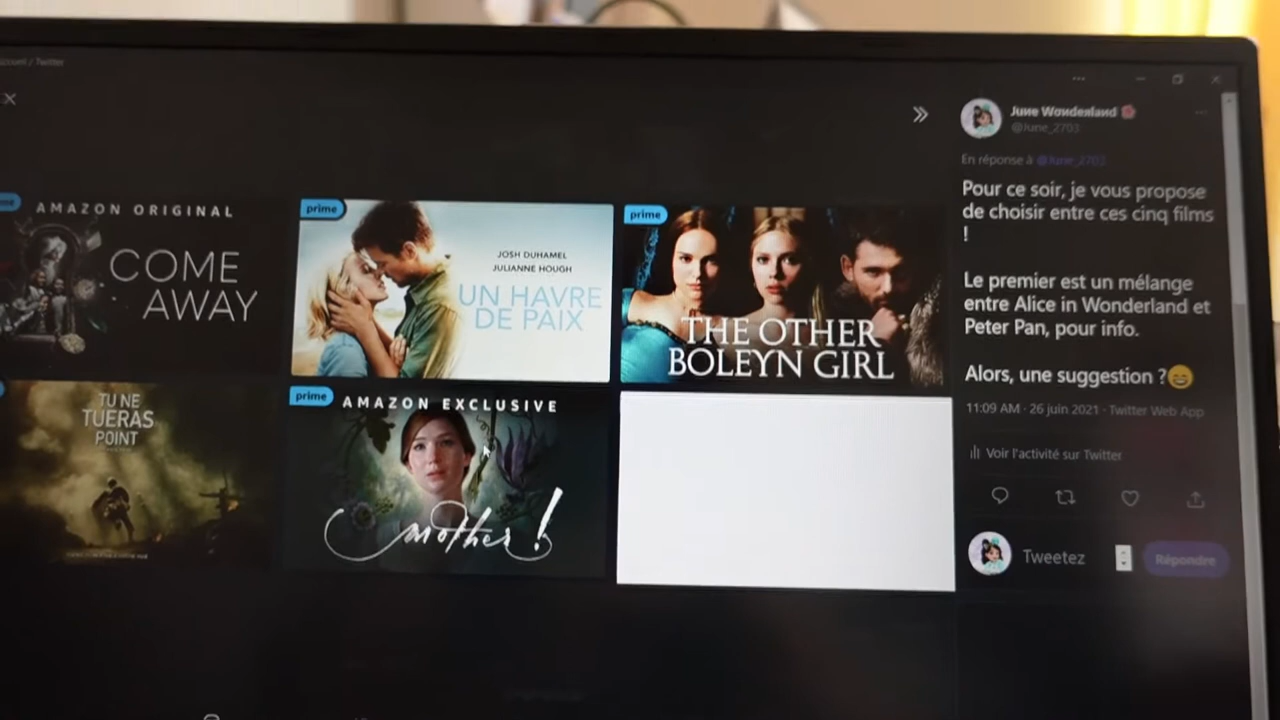 Accueil / Twitter
AMAZON ORIGINAL
COME
AWAY
prime
JOSH DUHAMEL
JULIANNE HOUGH
UN HAVRE
DE PAIX
prime
THE OTHER
BOLEYN GIRL
TU NE
TUERAS
POINT
prime
AMAZON EXCLUSIVE
mother!
June Wonderland
@June_2703
En réponse à @June_2703
Pour ce soir, je vous propose
de choisir entre ces cinq films
!
Le premier est un mélange
entre Alice in Wonderland et
Peter Pan, pour info.
Alors, une suggestion ?😄
11:09 AM · 26 juin 2021 · Twitter Web App
Voir l'activité sur Twitter
Tweetez
Répondre